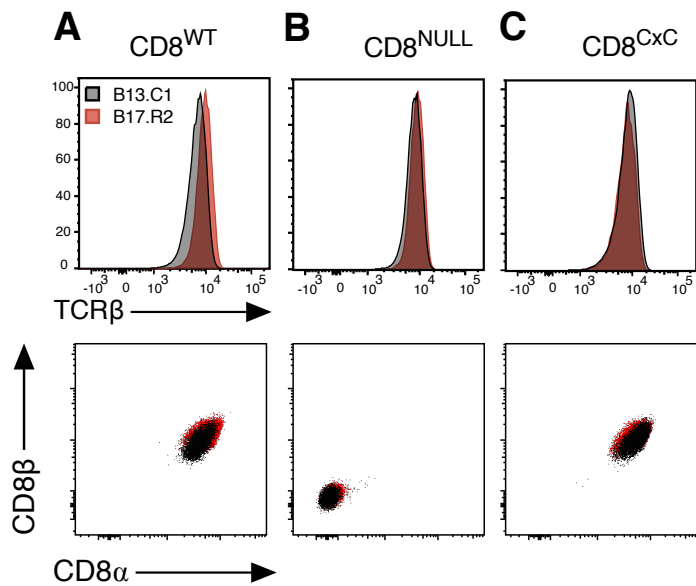 A B C
CD8WT CD8NULL CD8CxC
100
80
60
40
20
0
B13.C1
B17.R2
-10³ 0 10³ 10⁴ 10⁵ -10³ 0 10³ 10⁴ 10⁵ -10³ 0 10³ 10⁴ 10⁵
TCRβ
CD8β
CD8α